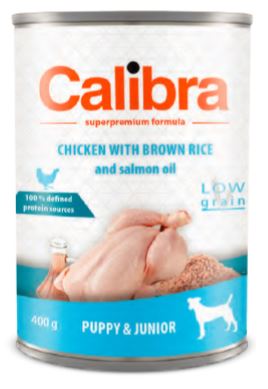 Calibra
superpremium formula
CHICKEN WITH BROWN RICE
and salmon oil
LOW
grain
100 % defined
protein sources
400 g
PUPPY & JUNIOR